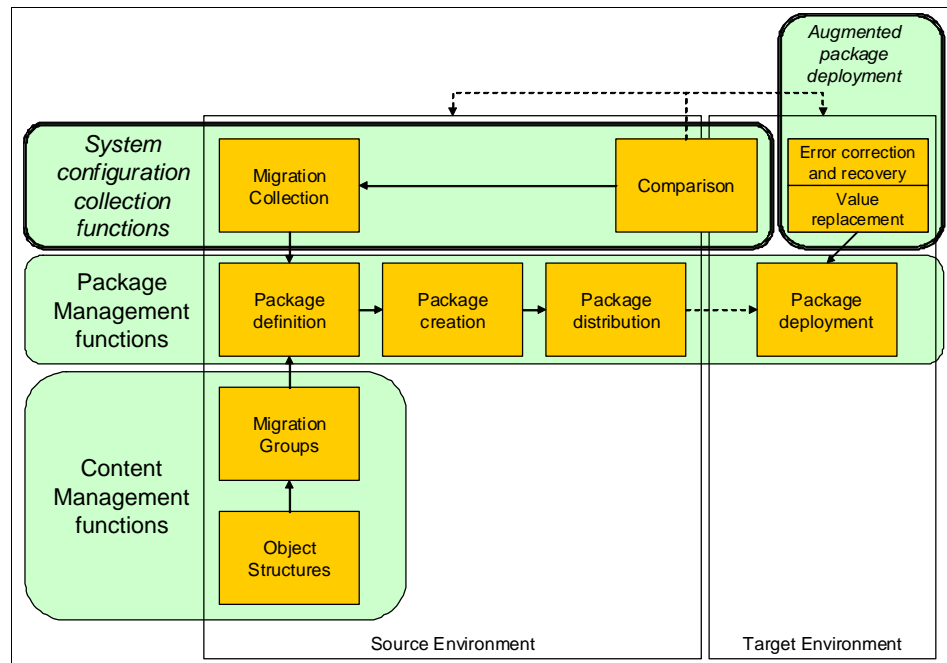 Augmented
package
deployment
System
configuration
collection
functions
Migration
Collection
Comparison
Error correction
and recovery
Value
replacement
Package
Management
functions
Package
definition
Package
creation
Package
distribution
Package
deployment
Migration
Groups
Content
Management
functions
Object
Structures
Source Environment
Target Environment